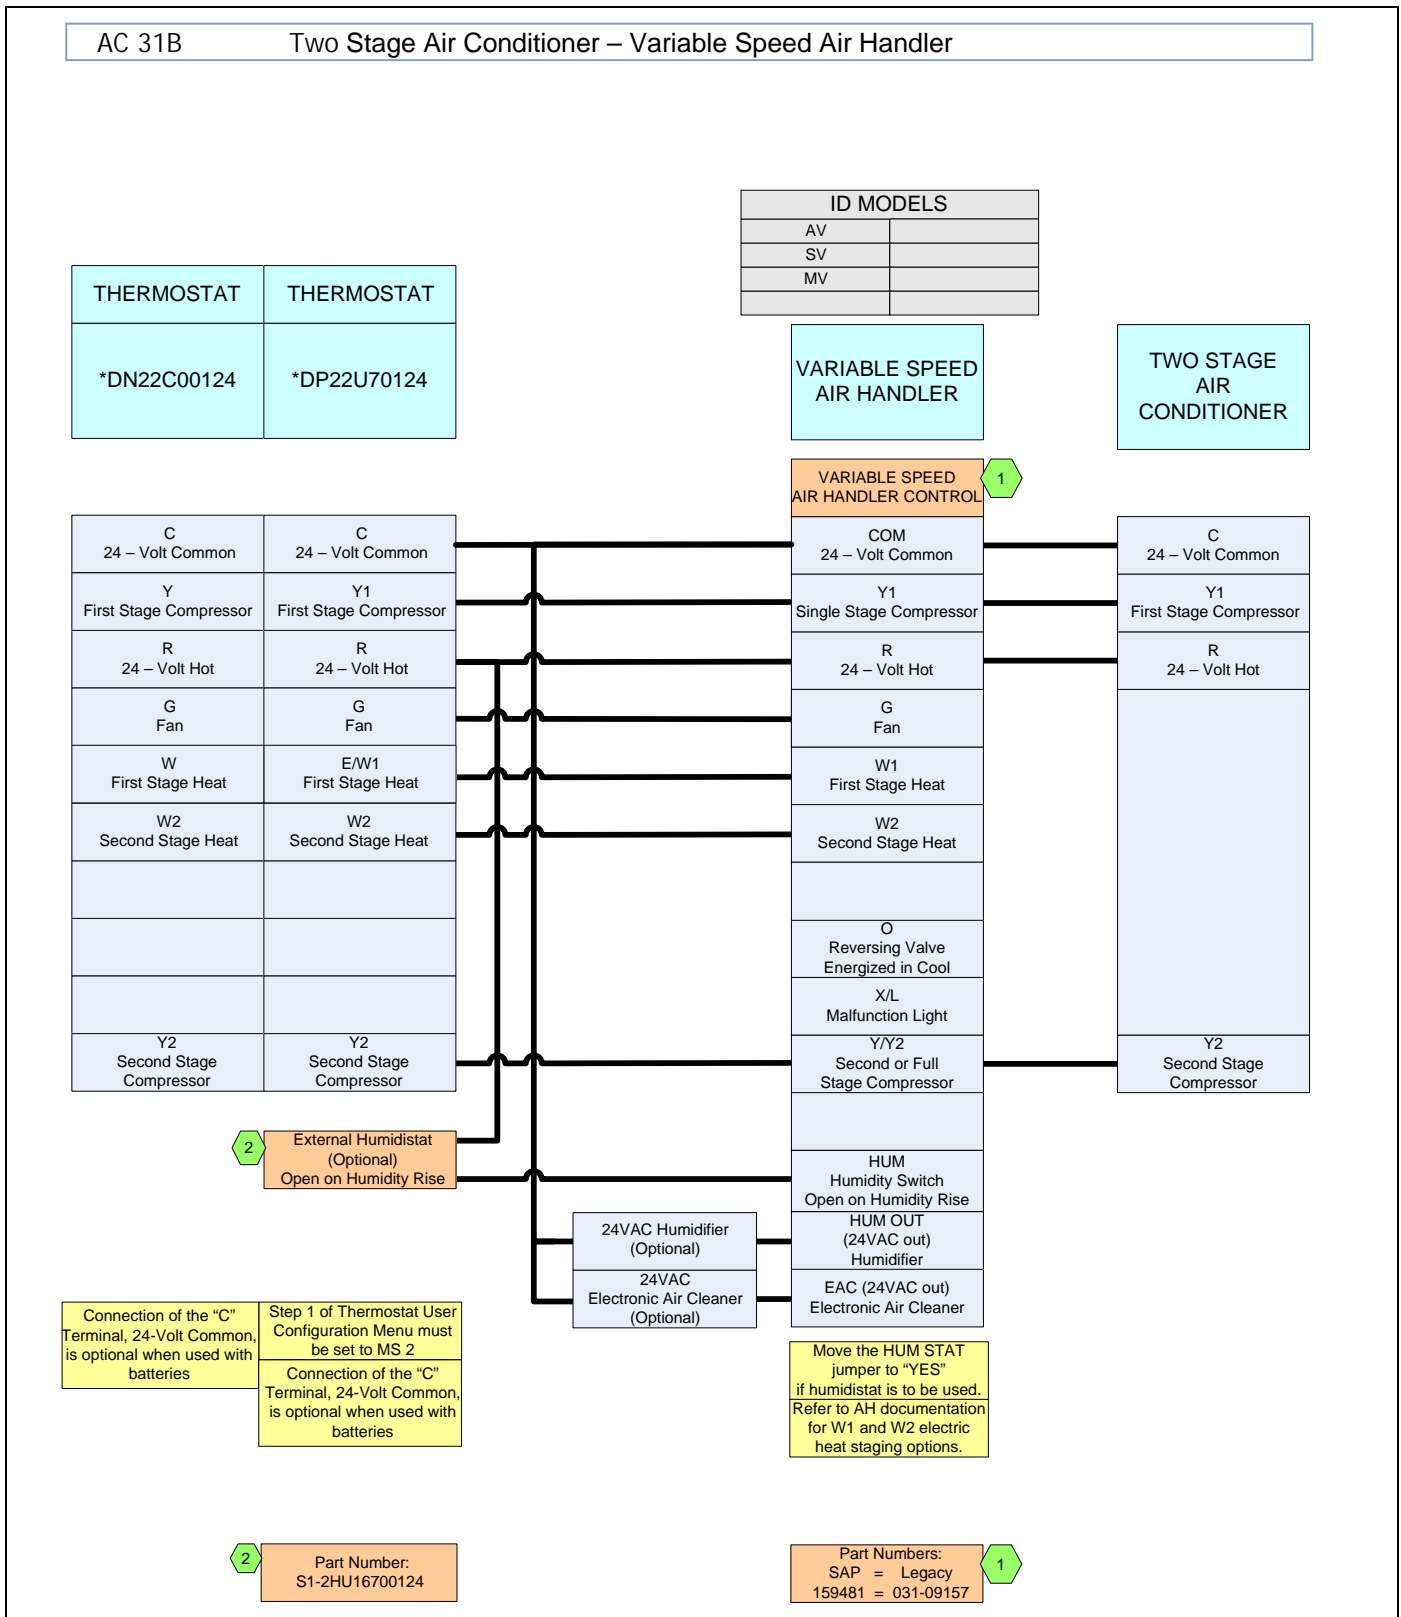 AC 31B Two Stage Air Conditioner – Variable Speed Air Handler
ID MODELS
AV
SV
MV
THERMOSTAT
THERMOSTAT
*DN22C00124
*DP22U70124
VARIABLE SPEED
AIR HANDLER
TWO STAGE
AIR
CONDITIONER
VARIABLE SPEED
AIR HANDLER CONTROL
1
C
24 – Volt Common
C
24 – Volt Common
COM
24 – Volt Common
C
24 – Volt Common
Y
First Stage Compressor
Y1
First Stage Compressor
Y1
Single Stage Compressor
Y1
First Stage Compressor
R
24 – Volt Hot
R
24 – Volt Hot
R
24 – Volt Hot
R
24 – Volt Hot
G
Fan
G
Fan
G
Fan
W
First Stage Heat
E/W1
First Stage Heat
W1
First Stage Heat
W2
Second Stage Heat
W2
Second Stage Heat
W2
Second Stage Heat
O
Reversing Valve
Energized in Cool
X/L
Malfunction Light
Y2
Second Stage
Compressor
Y2
Second Stage
Compressor
Y/Y2
Second or Full
Stage Compressor
Y2
Second Stage
Compressor
2
External Humidistat
(Optional)
Open on Humidity Rise
HUM
Humidity Switch
Open on Humidity Rise
24VAC Humidifier
(Optional)
HUM OUT
(24VAC out)
Humidifier
24VAC
Electronic Air Cleaner
(Optional)
EAC (24VAC out)
Electronic Air Cleaner
Connection of the “C”
Terminal, 24-Volt Common,
is optional when used with
batteries
Step 1 of Thermostat User
Configuration Menu must
be set to MS 2
Connection of the “C”
Terminal, 24-Volt Common,
is optional when used with
batteries
Move the HUM STAT
jumper to “YES”
if humidistat is to be used.
Refer to AH documentation
for W1 and W2 electric
heat staging options.
2
Part Number:
S1-2HU16700124
Part Numbers:
SAP = Legacy
159481 = 031-09157
1